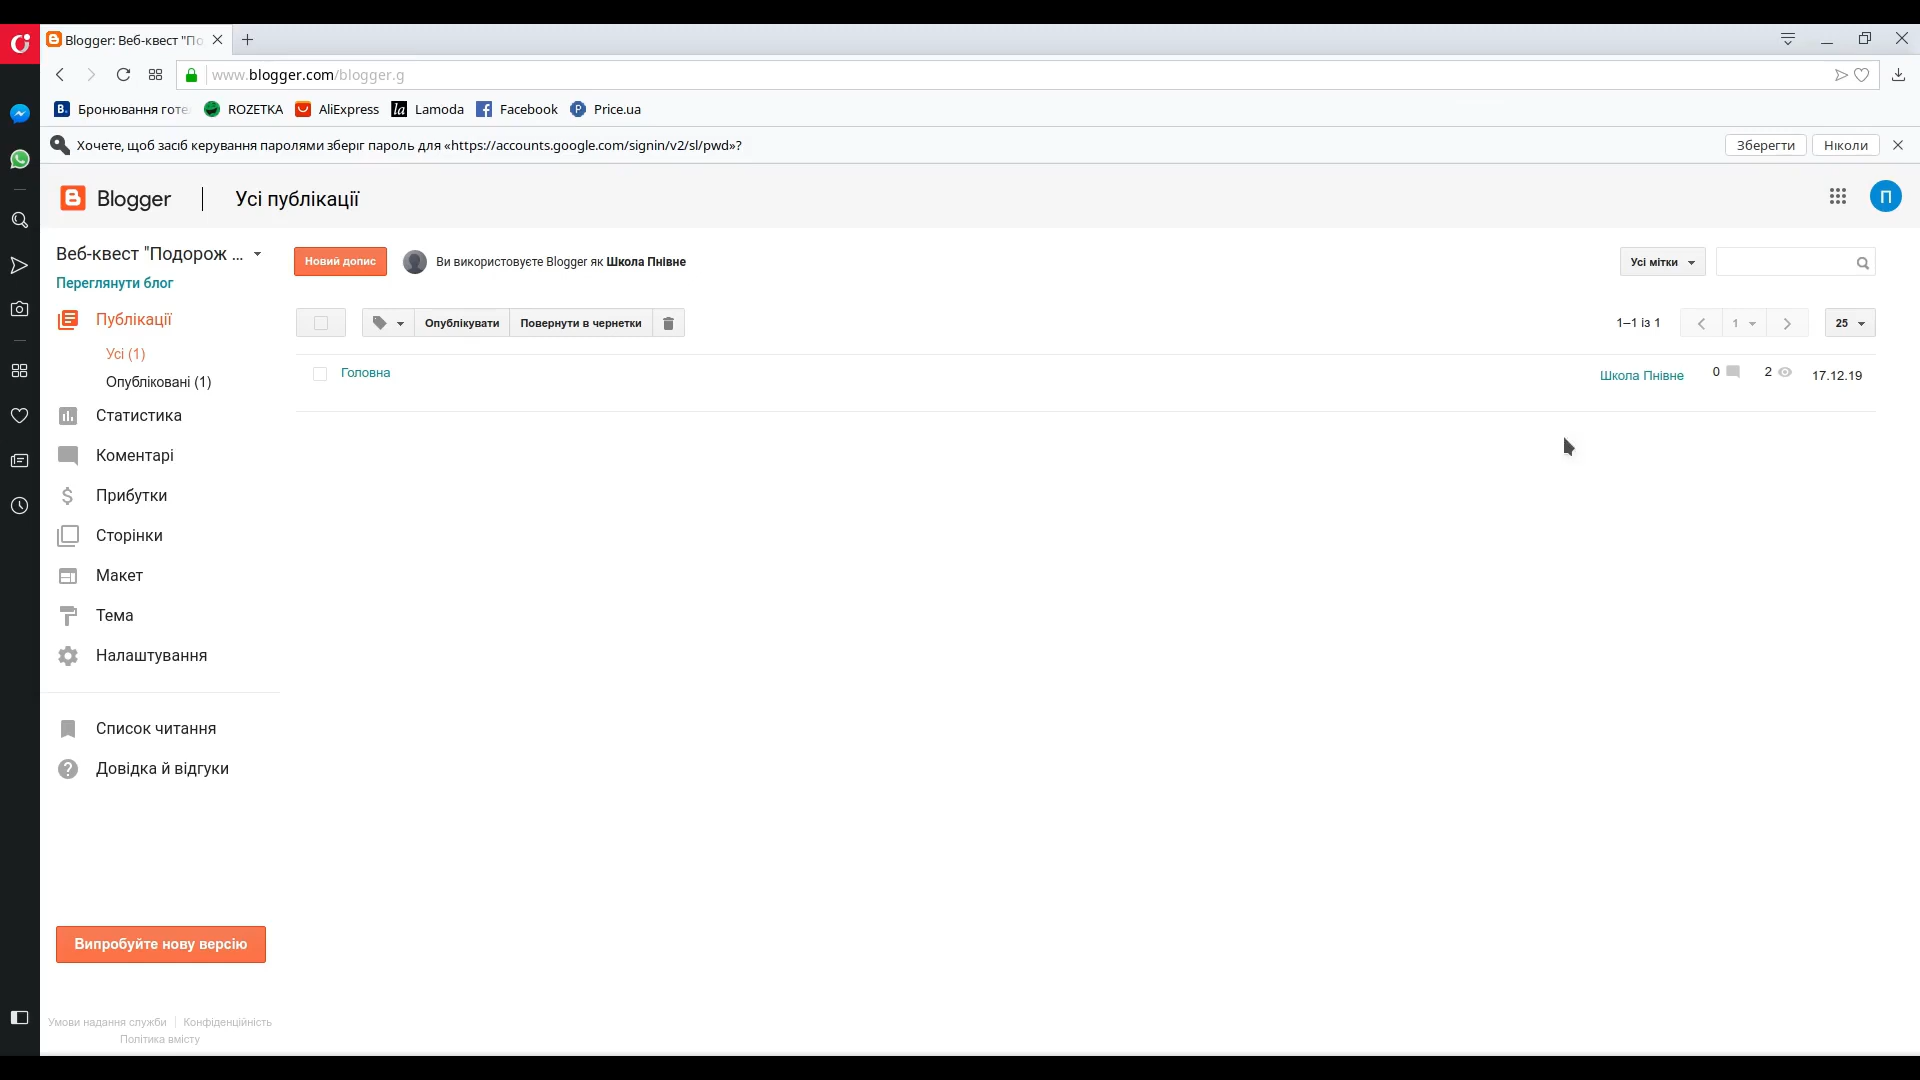 Blogger: Веб-квест "По
www.blogger.com/blogger.g
B. Бронювання готе
ROZETKA
AliExpress
la Lamoda
Facebook
P Price.ua
Хочете, щоб засіб керування паролями зберіг пароль для «https://accounts.google.com/signin/v2/sl/pwd»?
Зберегти
Ніколи
Blogger
Усі публікації
П
Веб-квест "Подорож ...
Переглянути блог
Новий допис
Ви використовуєте Blogger як Школа Пнівне
Усі мітки
Публікації
Усі (1)
Опубліковані (1)
Опублікувати
Повернути в чернетки
1–1 із 1
1
25
Головна
Школа Пнівне
0
2
17.12.19
Статистика
Коментарі
Прибутки
Сторінки
Макет
Тема
Налаштування
Список читання
Довідка й відгуки
Випробуйте нову версію
Умови надання служби
Конфіденційність
Політика вмісту